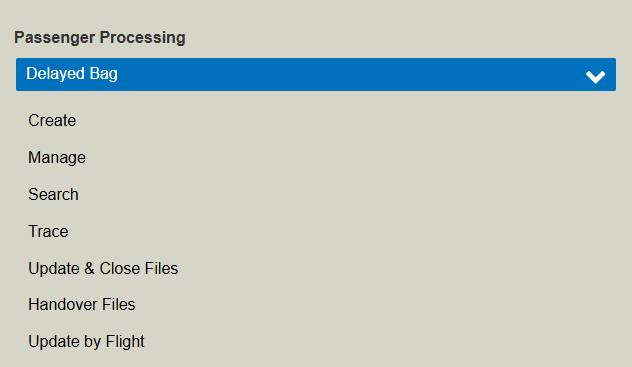 Passenger Processing
Delayed Bag
Create
Manage
Search
Trace
Update & Close Files
Handover Files
Update by Flight